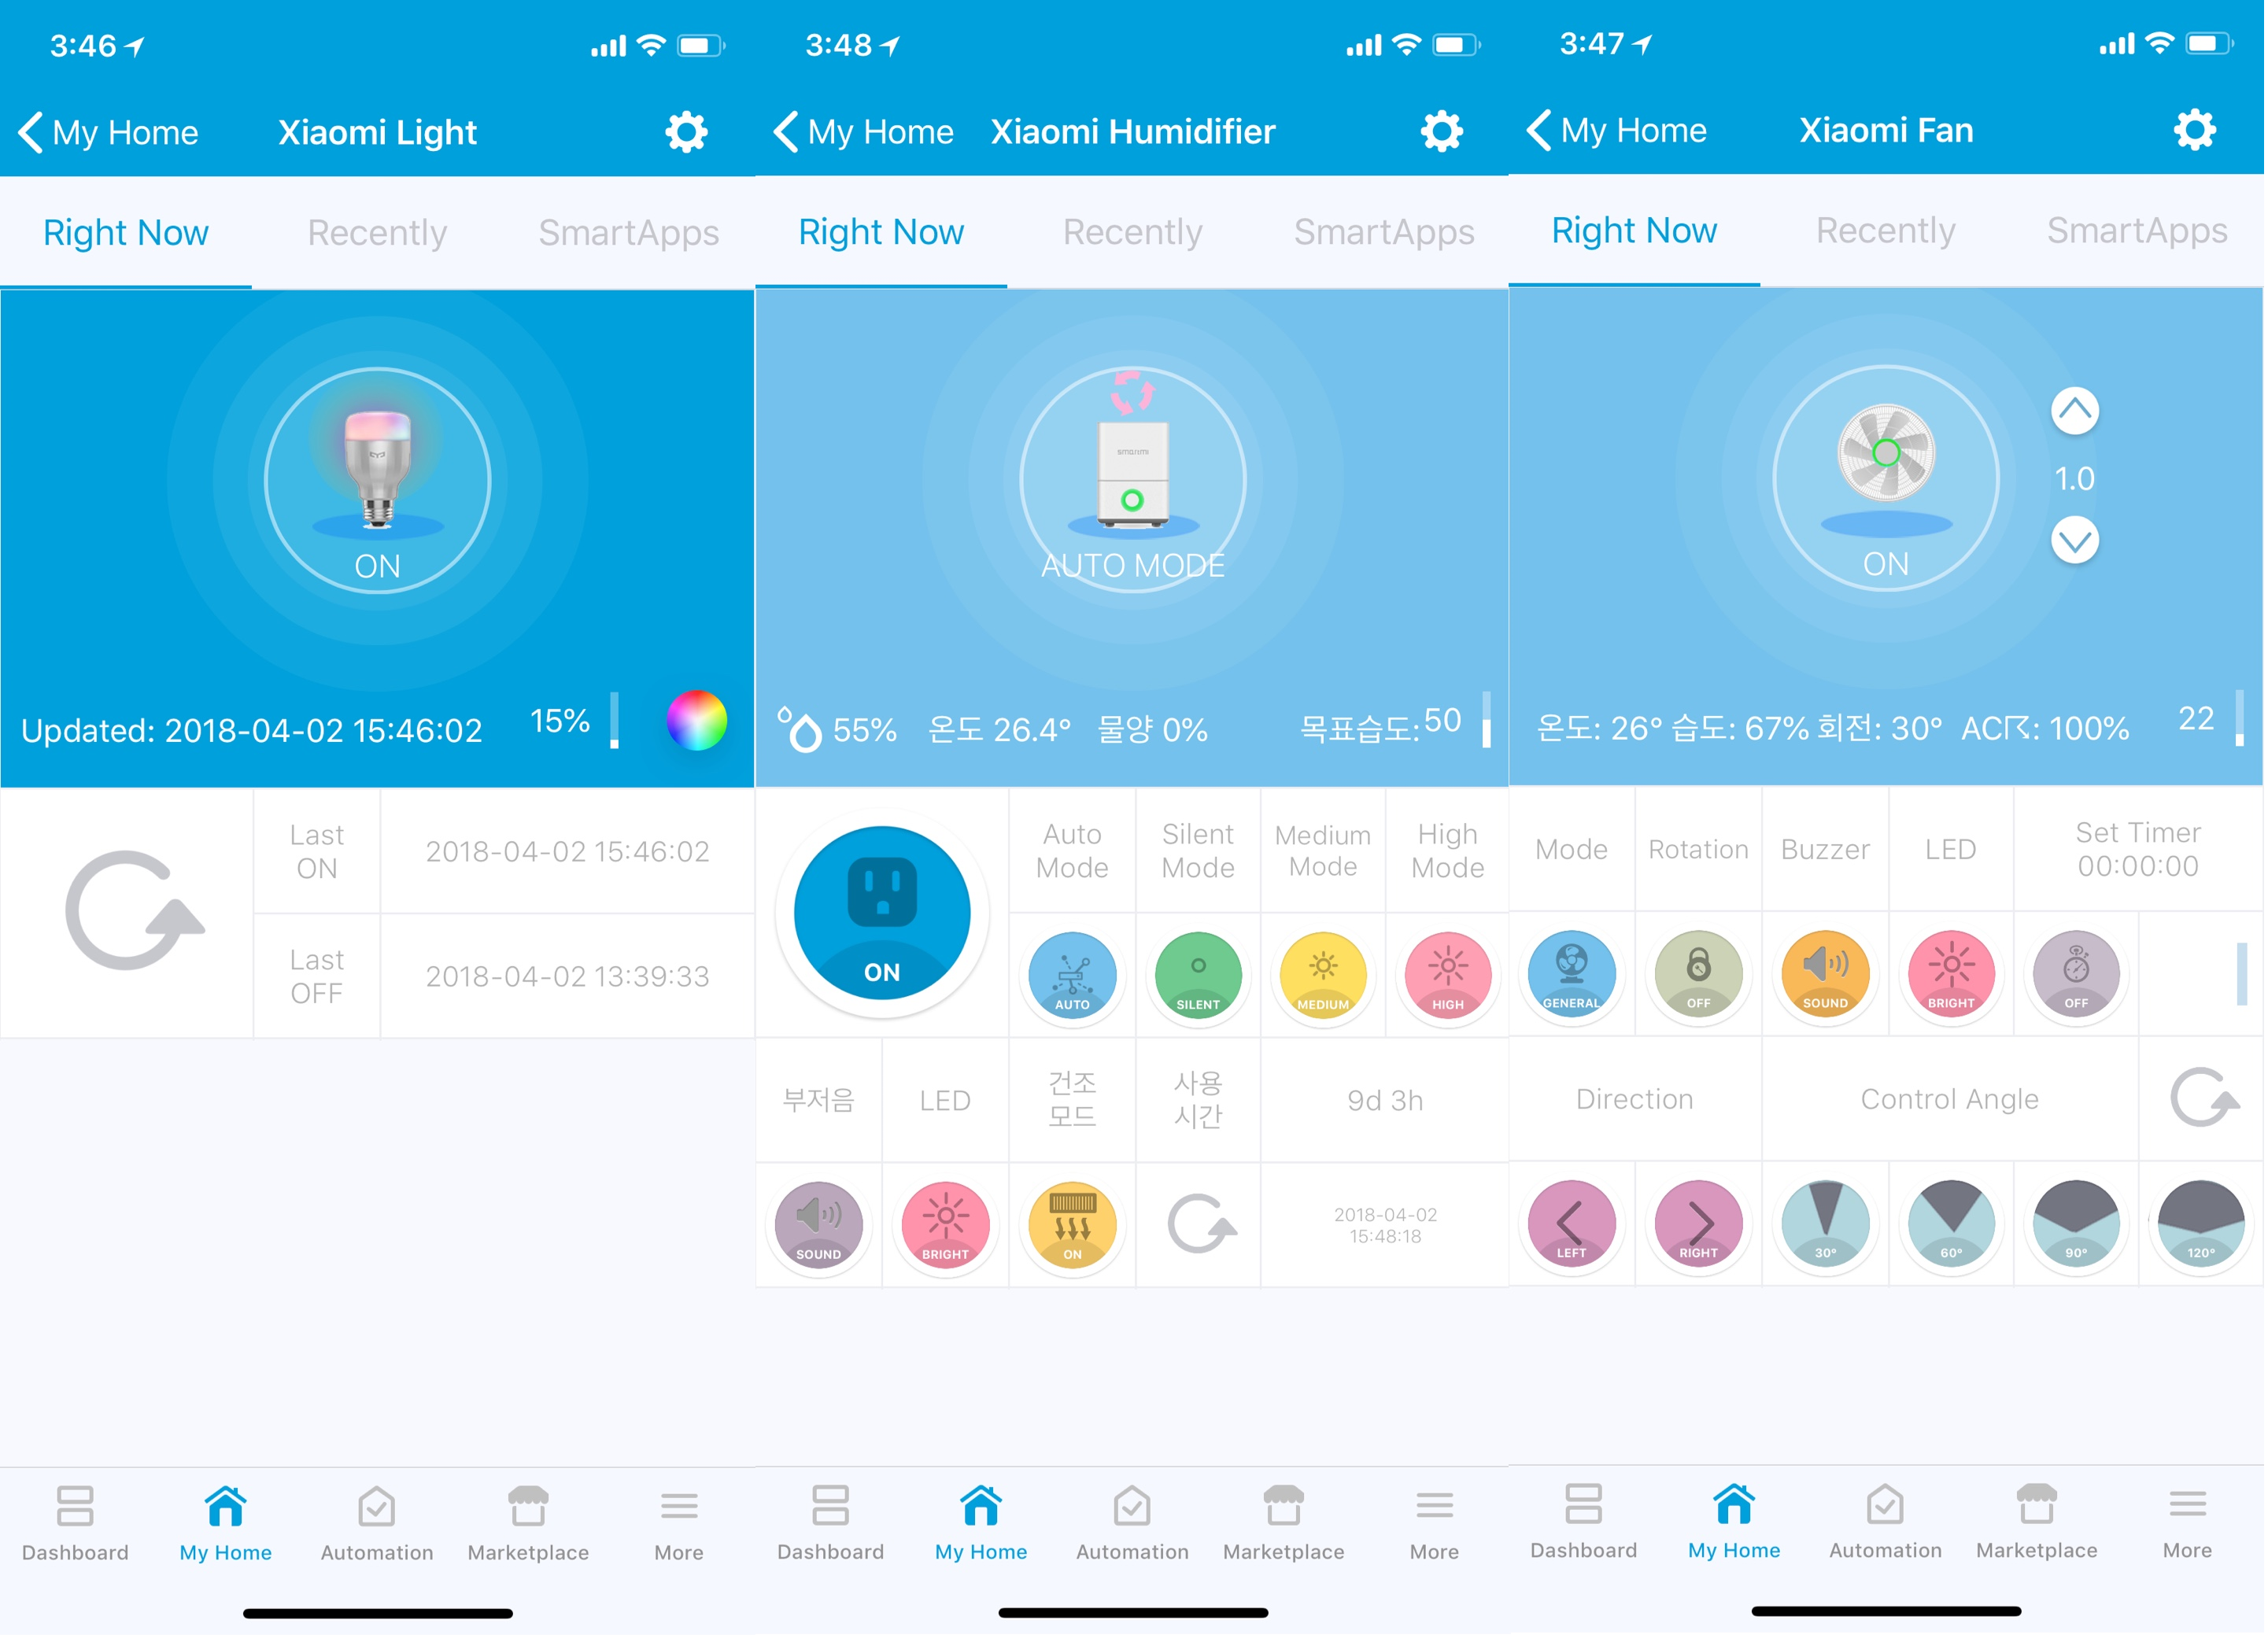 3:46
My Home
Xiaomi Light
Right Now
Recently
SmartApps
ON
Updated: 2018-04-02 15:46:02
15%
Last
ON
2018-04-02 15:46:02
Last
OFF
2018-04-02 13:39:33
Dashboard
My Home
Automation
Marketplace
More
3:48
My Home
Xiaomi Humidifier
Right Now
Recently
SmartApps
smartmi
AUTO MODE
55%
온도 26.4°
물양 0%
목표습도:
50
ON
Auto
Mode
Silent
Mode
Medium
Mode
High
Mode
AUTO
SILENT
MEDIUM
HIGH
부저음
LED
건조
모드
사용
시간
9d 3h
SOUND
BRIGHT
ON
2018-04-02
15:48:18
Dashboard
My Home
Automation
Marketplace
More
3:47
My Home
Xiaomi Fan
Right Now
Recently
SmartApps
1.0
ON
온도: 26° 습도: 67% 회전: 30° AC☈: 100%
22
Mode
Rotation
Buzzer
LED
Set Timer
00:00:00
GENERAL
OFF
SOUND
BRIGHT
OFF
Direction
Control Angle
LEFT
RIGHT
30°
60°
90°
120°
Dashboard
My Home
Automation
Marketplace
More